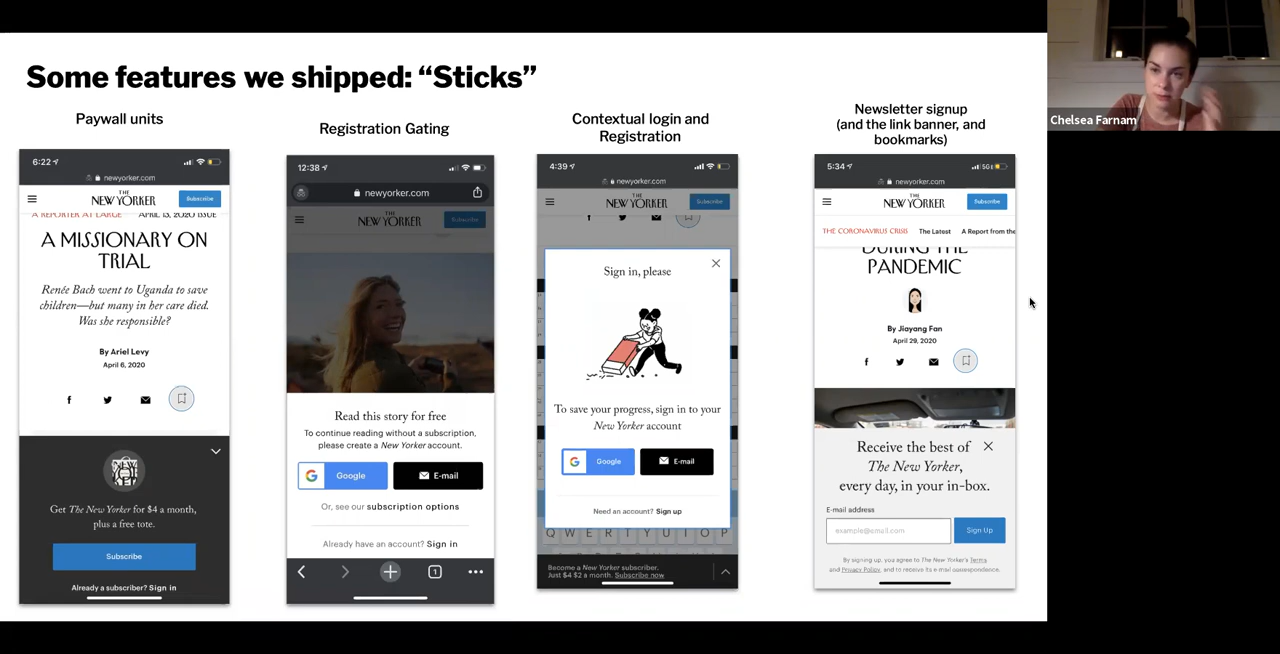 Some features we shipped: “Sticks”
Paywall units
6:22
newyorker.com
THE
NEW YORKER
Subscribe
A REPORTER AT LARGE APRIL 13, 2020 ISSUE
A MISSIONARY ON
TRIAL
Renée Bach went to Uganda to save
children—but many in her care died.
Was she responsible?
By Ariel Levy
April 6, 2020
Get The New Yorker for $4 a month,
plus a free tote.
Subscribe
Already a subscriber? Sign in
Registration Gating
12:38
newyorker.com
THE
NEW YORKER
Subscribe
Read this story for free
To continue reading without a subscription,
please create a New Yorker account.
Google
E-mail
Or, see our subscription options
Already have an account? Sign in
1
Contextual login and
Registration
4:39
newyorker.com
THE
NEW YORKER
Subscribe
Sign in, please
To save your progress, sign in to your
New Yorker account
Google
E-mail
Need an account? Sign up
Q W E R T Y U I O P
Become a New Yorker subscriber.
Just $4 $2 a month. Subscribe now.
Newsletter signup
(and the link banner, and
bookmarks)
5:34
5G
newyorker.com
THE
NEW YORKER
Subscribe
THE CORONAVIRUS CRISIS The Latest A Report from the
DURING THE
PANDEMIC
By Jiayang Fan
April 29, 2020
Receive the best of
The New Yorker,
every day, in your in-box.
E-mail address
example@email.com
Sign Up
By signing up, you agree to The New Yorker's Terms
and Privacy Policy, and to receive its e-mail correspondence.
Chelsea Farnam